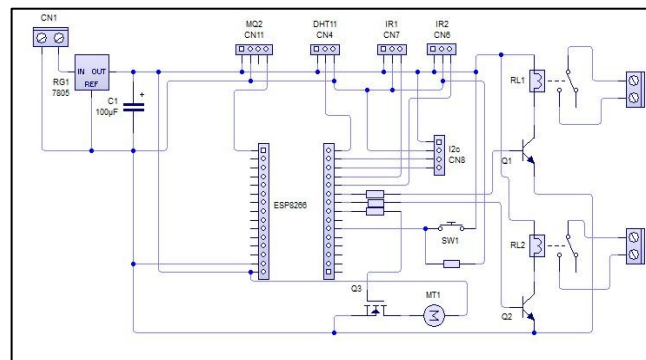 CN1
MQ2
CN11
DHT11
CN4
IR1
CN7
IR2
CN6
IN OUT
REF
RG1
7805
C1
100µF
+
RL1
I2c
CN8
Q1
ESP8266
SW1
RL2
Q3
MT1
M
Q2